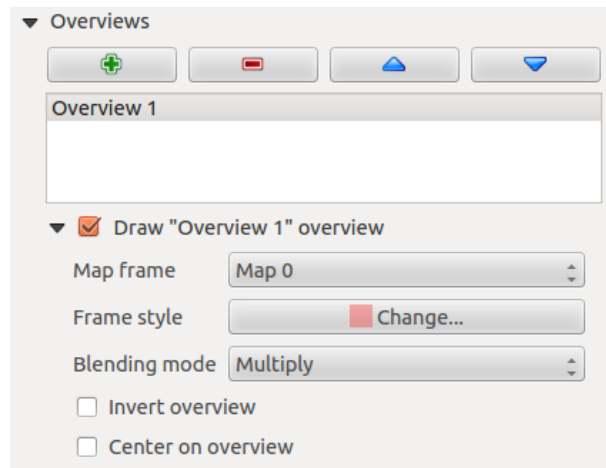 Overviews
Overview 1
Draw "Overview 1" overview
Map frame Map 0
Frame style Change...
Blending mode Multiply
Invert overview
Center on overview